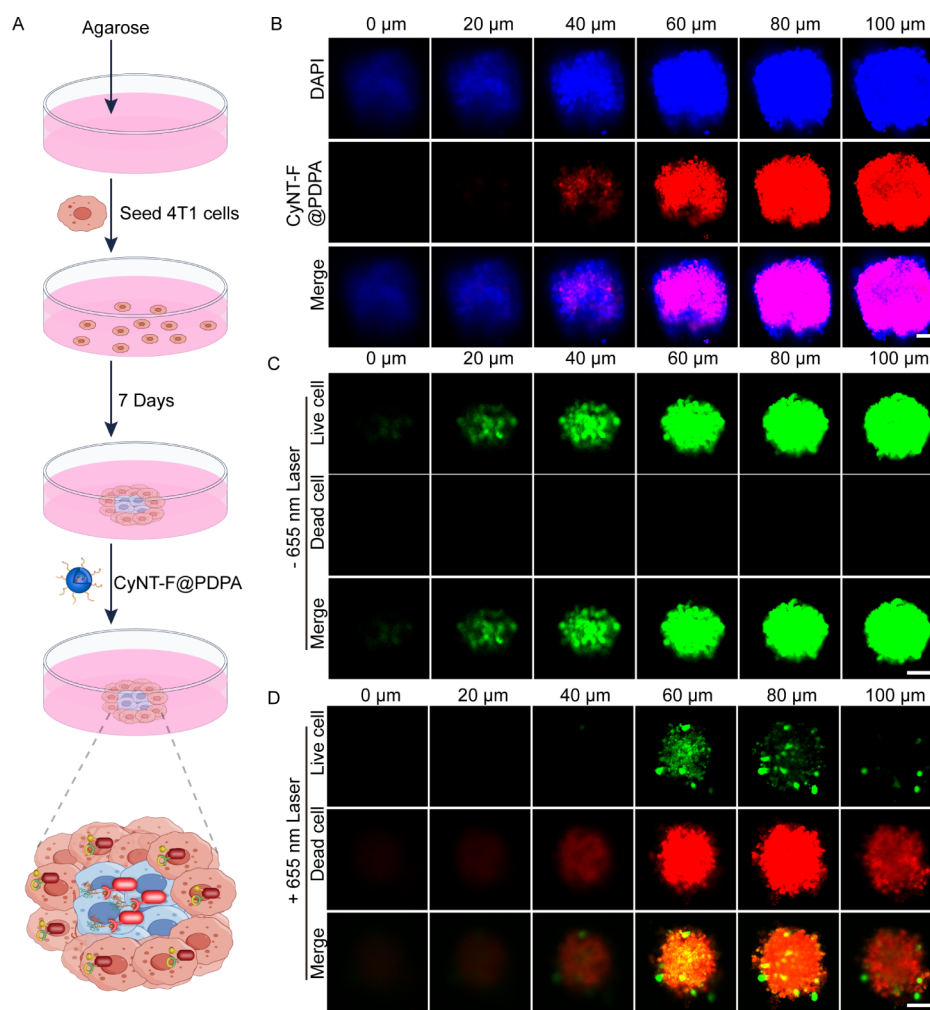 A
Agarose
Seed 4T1 cells
7 Days
CyNT-F@PDPA
B
0 µm 20 µm 40 µm 60 µm 80 µm 100 µm
DAPI
CyNT-F
@PDPA
Merge
C
0 µm 20 µm 40 µm 60 µm 80 µm 100 µm
- 655 nm Laser
Live cell
Dead cell
Merge
D
0 µm 20 µm 40 µm 60 µm 80 µm 100 µm
+ 655 nm Laser
Live cell
Dead cell
Merge